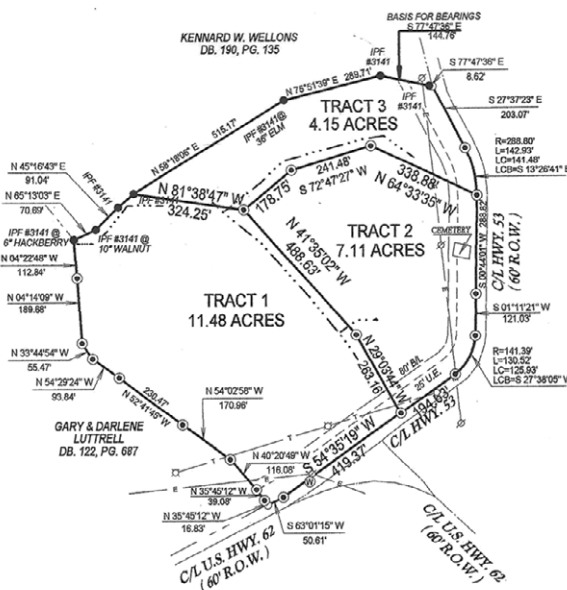 BASIS FOR BEARINGS
S 77°47'36" E
144.76'
KENNARD W. WELLONS
DB. 190, PG. 135
IPF
#3141
S 77°47'36" E
8.62'
N 75°51'39" E 289.71'
IPF
#3141
S 27°37'23" E
203.07'
TRACT 3
4.15 ACRES
IPF #3141@
36" ELM
N 58°18'06" E 515.17'
R=288.80'
L=142.93'
LC=141.48'
LCB=S 13°26'41" E
N 45°16'43" E
91.04'
IPF #3141
N 65°13'03" E
70.69'
IPF #3141
N 81°38'47" W
324.25'
178.75'
241.48'
S 72°47'27" W
338.88'
N 64°33'35" W
288.82'
S 00°44'01" W
C/L HWY. 53
(60' R.O.W.)
IPF #3141 @
6" HACKBERRY
IPF #3141 @
10" WALNUT
TRACT 2
7.11 ACRES
CEMETERY
N 41°35'02" W
488.63'
N 04°22'48" W
112.84'
N 04°14'09" W
189.88'
TRACT 1
11.48 ACRES
S 01°11'21" W
121.03'
N 33°44'54" W
55.47'
R=141.39'
L=130.52'
LC=125.93'
LCB=S 27°38'05" W
N 29°03'44" W
263.16'
80' B/L
25' U.E.
N 54°29'24" W
93.84'
230.47'
N 52°41'45" W
N 54°02'58" W
170.96'
194.63'
C/L HWY. 53
GARY & DARLENE
LUTTRELL
DB. 122, PG. 687
S 54°35'19" W
419.37'
N 40°20'49" W
116.08'
N 35°45'12" W
39.08'
N 35°45'12" W
16.83'
S 63°01'15" W
50.61'
C/L U.S. HWY. 62
(60' R.O.W.)
C/L U.S. HWY. 62
(60' R.O.W.)